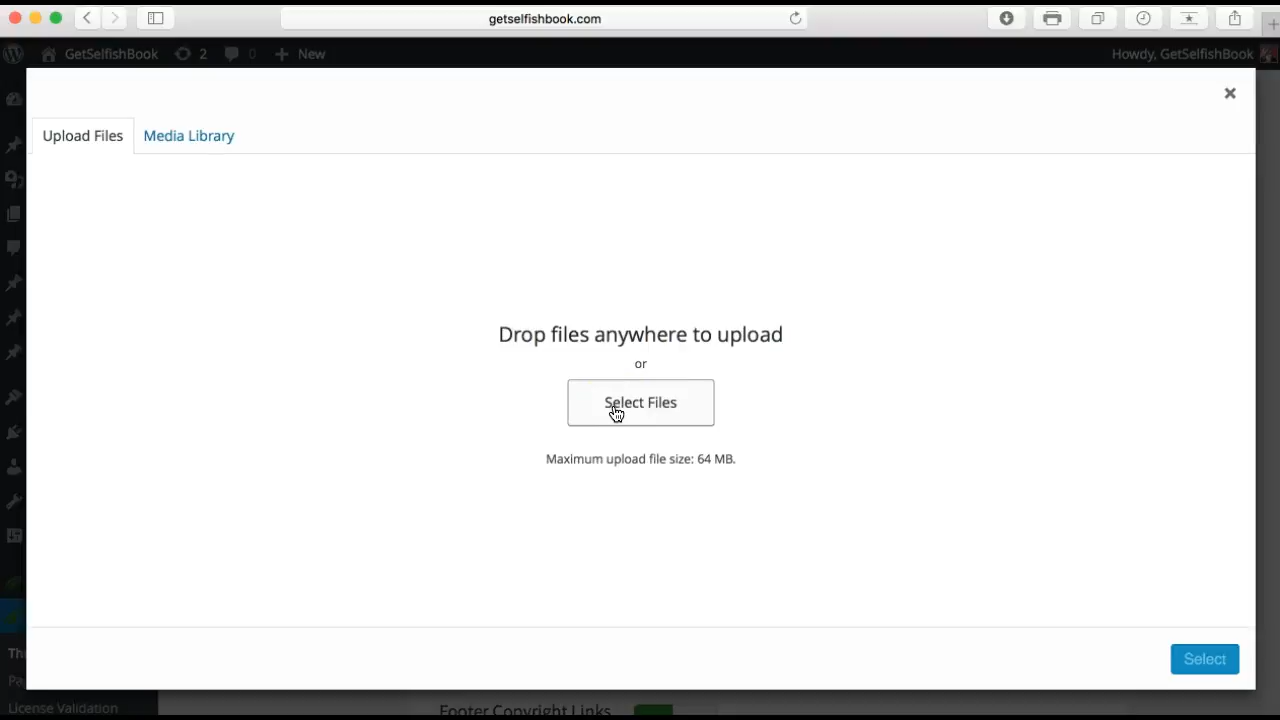 getselfishbook.com
GetSelfishBook 2 0 New Howdy, GetSelfishBook
Upload Files Media Library
Drop files anywhere to upload
or
Select Files
Maximum upload file size: 64 MB.
Select
License Validation
Footer Copyright Links